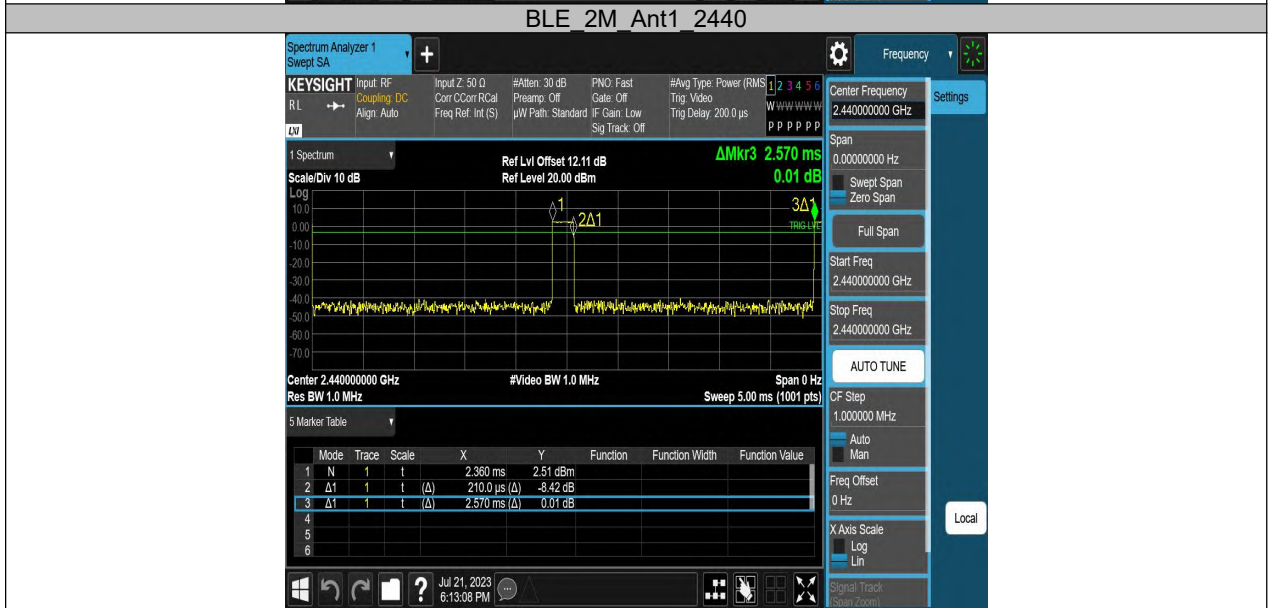 BLE_2M_Ant1_2440
Spectrum Analyzer 1
Swept SA
+
Frequency
KEYSIGHT
RL
LXI
Input: RF
Coupling: DC
Align: Auto
Input Z: 50 Ω
Corr CCorr RCal
Freq Ref: Int (S)
#Atten: 30 dB
Preamp: Off
µW Path: Standard
PNO: Fast
Gate: Off
IF Gain: Low
Sig Track: Off
#Avg Type: Power (RMS
Trig: Video
Trig Delay: 200.0 µs
1 2 3 4 5 6
W W W W W W
P P P P P P
1 Spectrum
Scale/Div 10 dB
Ref Lvl Offset 12.11 dB
Ref Level 20.00 dBm
ΔMkr3 2.570 ms
0.01 dB
Log
10.0
0.00
-10.0
-20.0
-30.0
-40.0
-50.0
-60.0
-70.0
1
2Δ1
3Δ1
TRIG LVL
Center 2.440000000 GHz
#Video BW 1.0 MHz
Span 0 Hz
Res BW 1.0 MHz
Sweep 5.00 ms (1001 pts)
5 Marker Table
Mode Trace Scale X Y Function Function Width Function Value
1 N 1 t 2.360 ms 2.51 dBm
2 Δ1 1 t (Δ) 210.0 µs (Δ) -8.42 dB
3 Δ1 1 t (Δ) 2.570 ms (Δ) 0.01 dB
4
5
6
Jul 21, 2023
6:13:08 PM
?
Center Frequency
2.440000000 GHz
Settings
Span
0.00000000 Hz
Swept Span
Zero Span
Full Span
Start Freq
2.440000000 GHz
Stop Freq
2.440000000 GHz
AUTO TUNE
CF Step
1.000000 MHz
Auto
Man
Freq Offset
0 Hz
X Axis Scale
Log
Lin
Local
Signal Track
(Span Zoom)